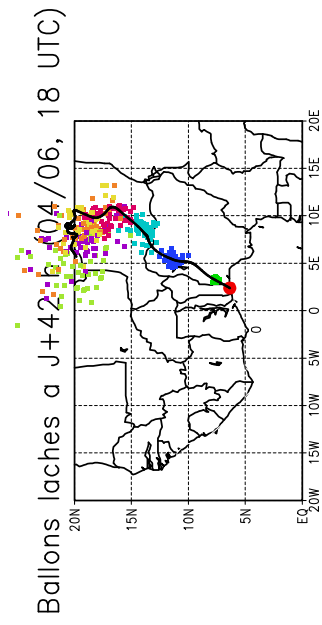 Ballons laches a J+42 h 04/06, 18 UTC)
20N
15N
10N
5N
0
EQ
20W 15W 10W 5W 0 5E 10E 15E 20E